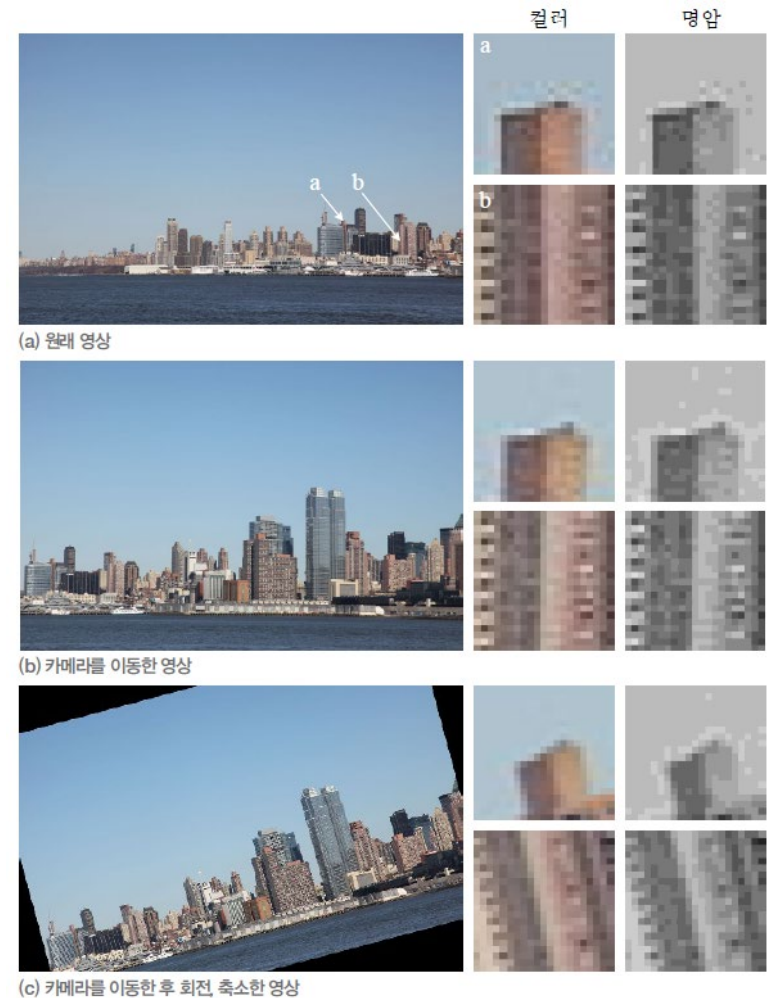 컬러 명암
a
a b
b
(a) 원래 영상
(b) 카메라를 이동한 영상
(c) 카메라를 이동한 후 회전, 축소한 영상